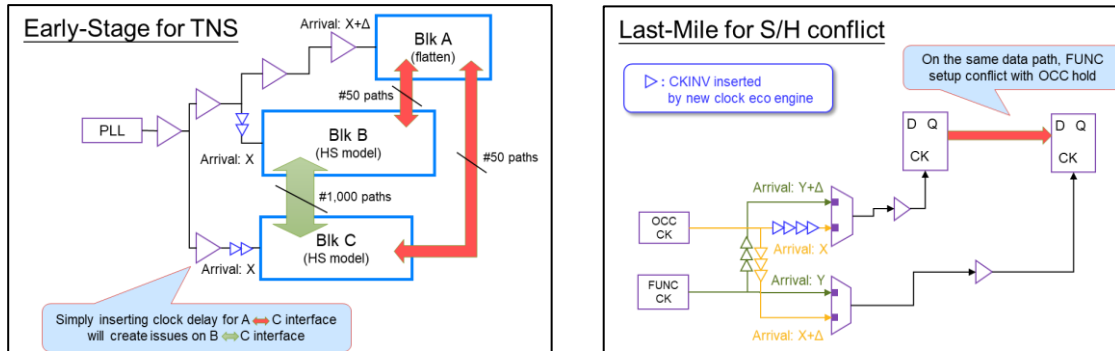 Early-Stage for TNS
Arrival: X+Δ
Blk A
(flatten)
#50 paths
PLL
Blk B
(HS model)
Arrival: X
#50 paths
#1,000 paths
Blk C
(HS model)
Arrival: X
Simply inserting clock delay for A C interface
will create issues on B C interface
Last-Mile for S/H conflict
On the same data path, FUNC
setup conflict with OCC hold
: CKINV inserted
by new clock eco engine
D Q
CK
D Q
CK
Arrival: Y+Δ
OCC
CK
Arrival: X
FUNC
CK
Arrival: Y
Arrival: X+Δ